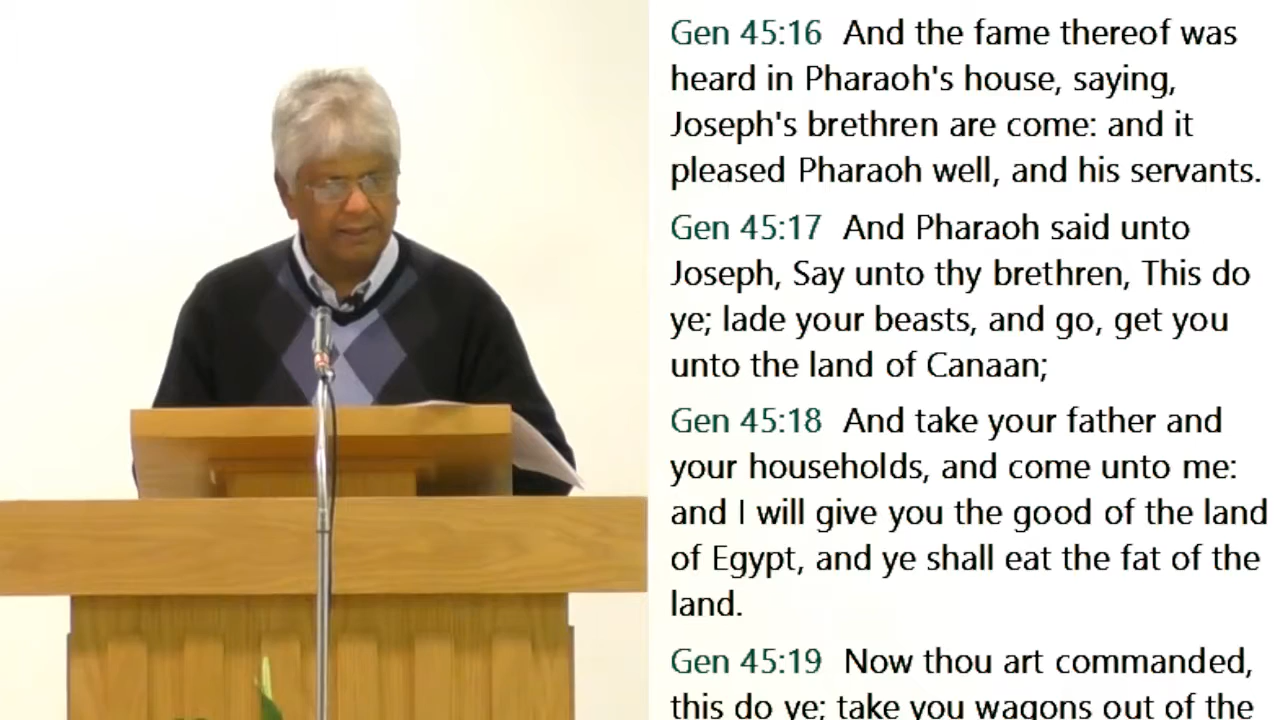 Gen 45:16  And the fame thereof was
heard in Pharaoh's house, saying,
Joseph's brethren are come: and it
pleased Pharaoh well, and his servants.
Gen 45:17  And Pharaoh said unto
Joseph, Say unto thy brethren, This do
ye; lade your beasts, and go, get you
unto the land of Canaan;
Gen 45:18  And take your father and
your households, and come unto me:
and I will give you the good of the land
of Egypt, and ye shall eat the fat of the
land.
Gen 45:19  Now thou art commanded,
this do ye; take you wagons out of the